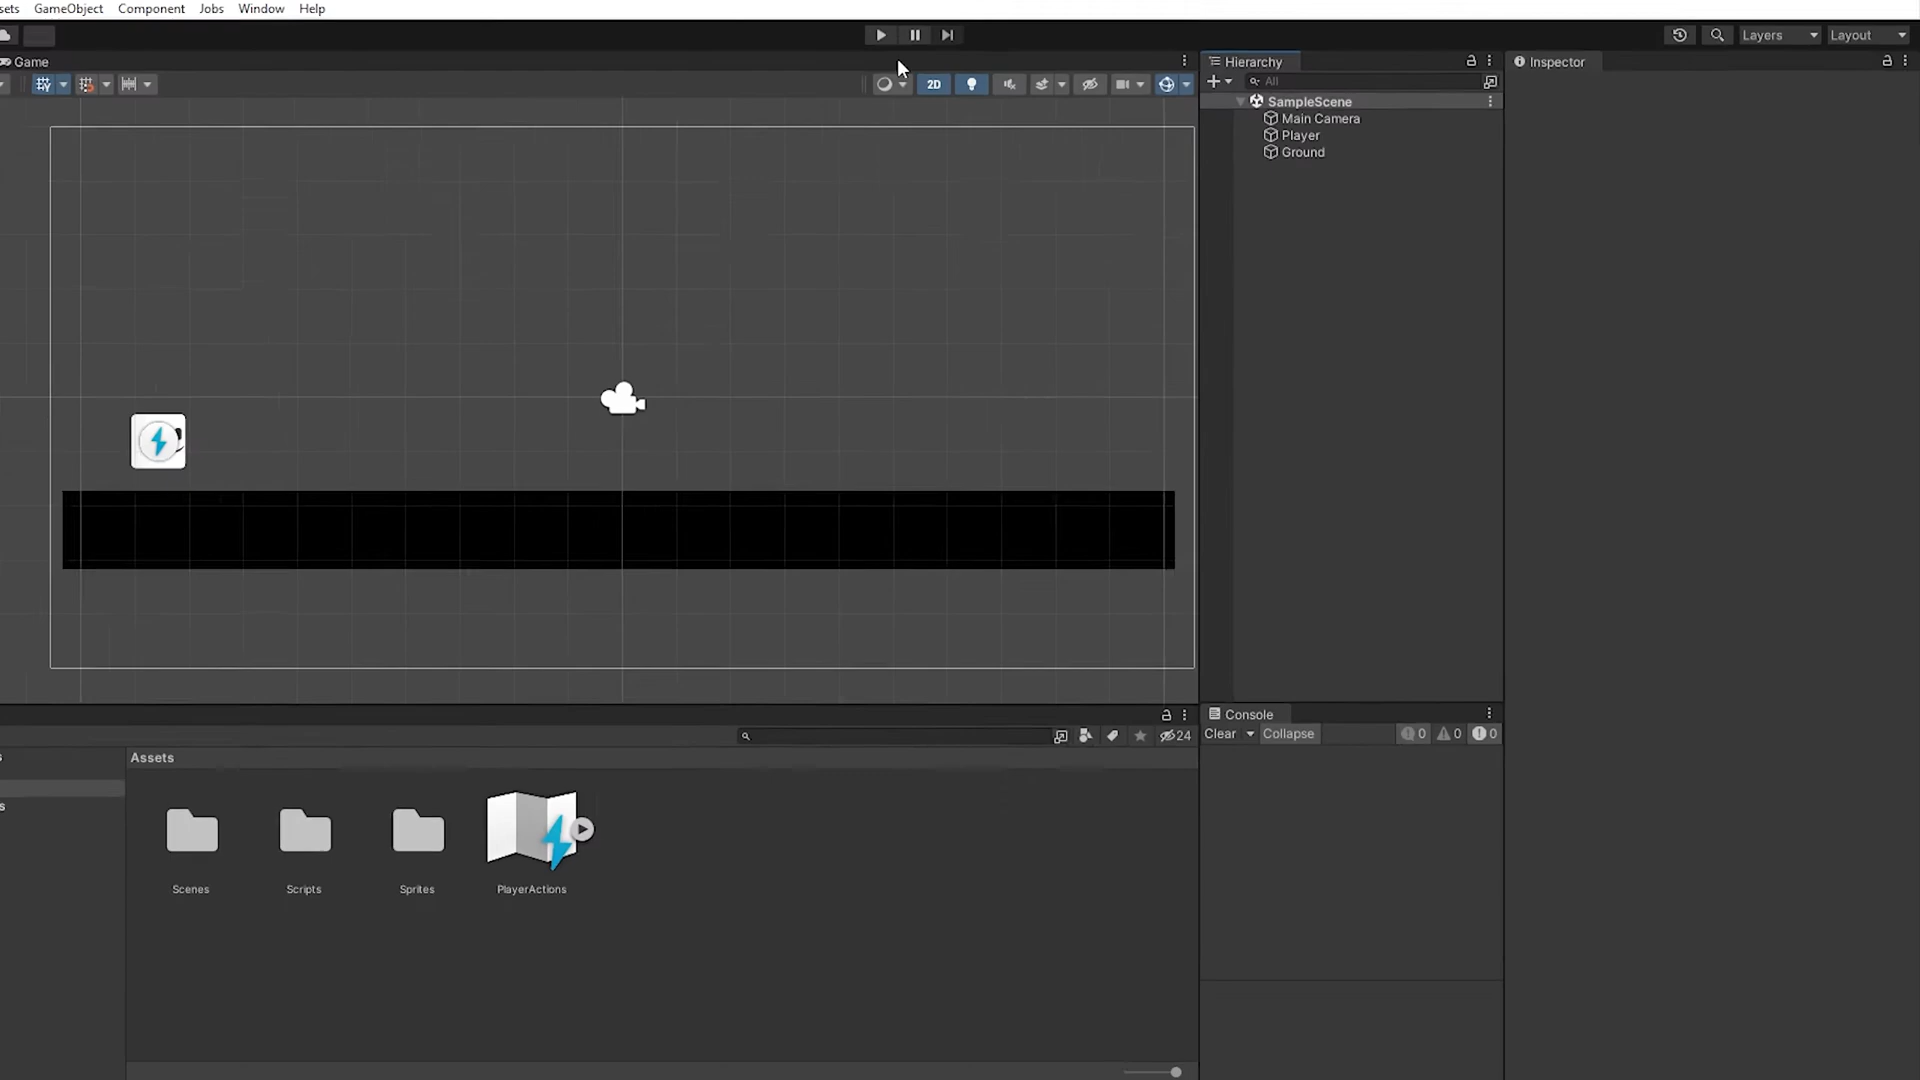 sets GameObject Component Jobs Window Help
Layers Layout
Game
2D
Hierarchy
All
SampleScene
Main Camera
Player
Ground
Inspector
24
Assets
s
s
Scenes
Scripts
Sprites
PlayerActions
Console
Clear Collapse 0 0 0